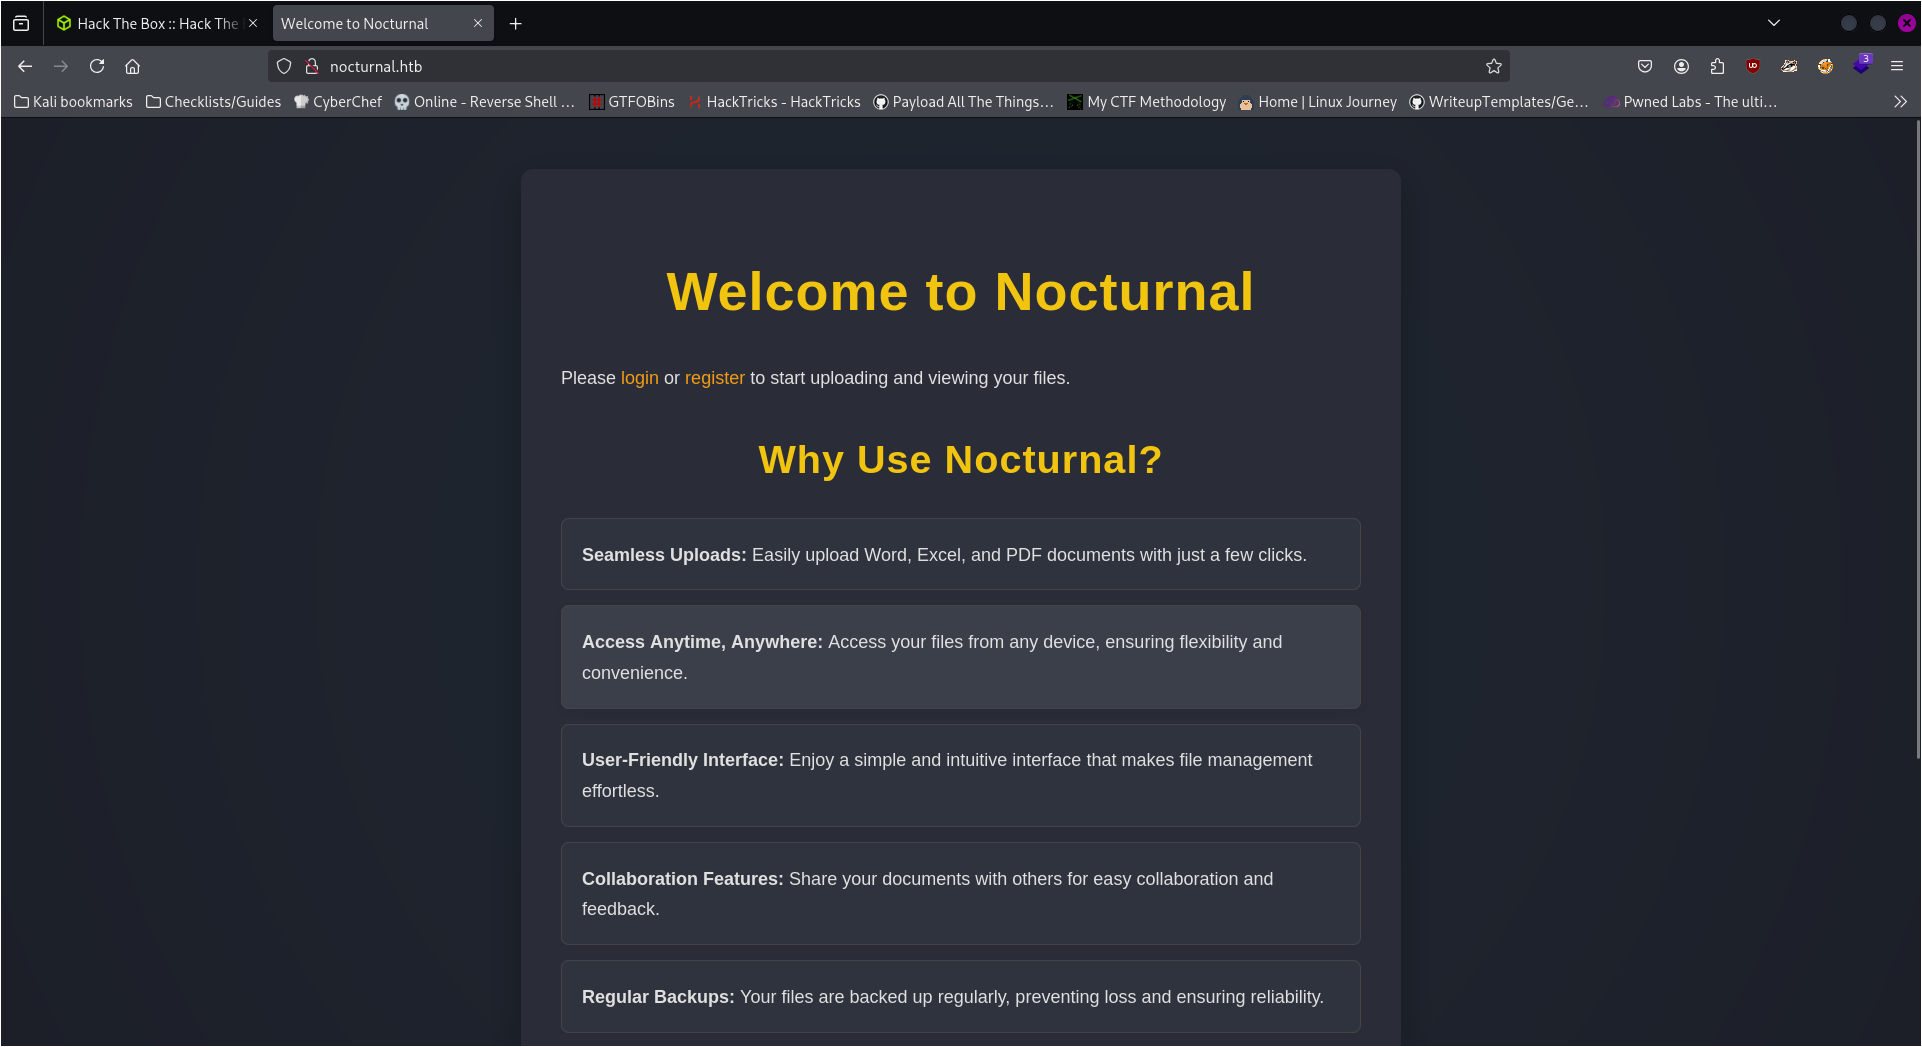 Hack The Box :: Hack The
Welcome to Nocturnal
nocturnal.htb
3
Kali bookmarks
Checklists/Guides
CyberChef
Online - Reverse Shell …
GTFOBins
HackTricks - HackTricks
Payload All The Things…
My CTF Methodology
Home | Linux Journey
WriteupTemplates/Ge…
Pwned Labs - The ulti…
Welcome to Nocturnal
Please login or register to start uploading and viewing your files.
Why Use Nocturnal?
Seamless Uploads: Easily upload Word, Excel, and PDF documents with just a few clicks.
Access Anytime, Anywhere: Access your files from any device, ensuring flexibility and
convenience.
User-Friendly Interface: Enjoy a simple and intuitive interface that makes file management
effortless.
Collaboration Features: Share your documents with others for easy collaboration and
feedback.
Regular Backups: Your files are backed up regularly, preventing loss and ensuring reliability.